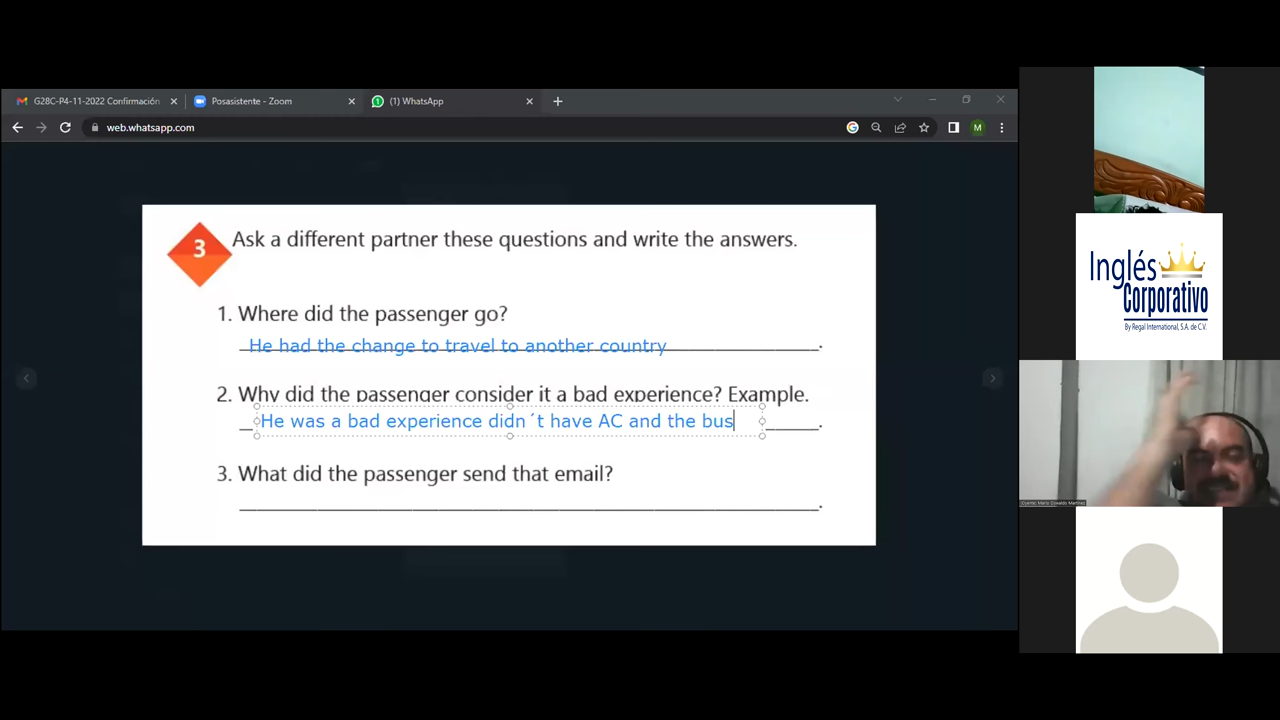 G28C-P4-11-2022 Confirmación
Posasistente - Zoom
(1) WhatsApp
web.whatsapp.com
M
3
Ask a different partner these questions and write the answers.
1. Where did the passenger go?
He had the change to travel to another country
2. Why did the passenger consider it a bad experience? Example.
He was a bad experience didn´t have AC and the bus
3. What did the passenger send that email?
Inglés
Corporativo
By Regal International, S.A. de C.V.